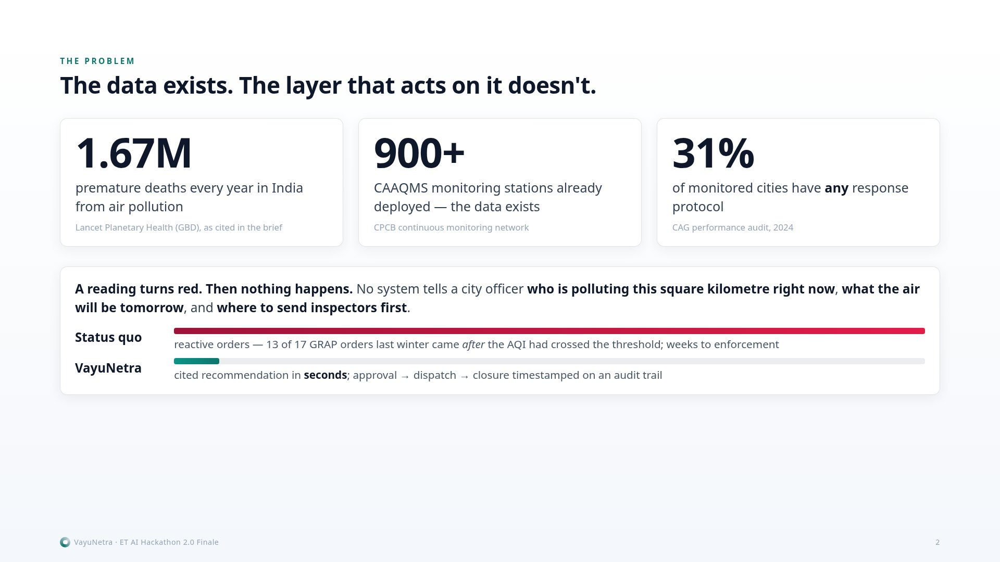 THE PROBLEM
The data exists. The layer that acts on it doesn't.
1.67M
premature deaths every year in India
from air pollution
Lancet Planetary Health (GBD), as cited in the brief
900+
CAAQMS monitoring stations already
deployed — the data exists
CPCB continuous monitoring network
31%
of monitored cities have any response
protocol
CAG performance audit, 2024
A reading turns red. Then nothing happens. No system tells a city officer who is polluting this square kilometre right now, what the air
will be tomorrow, and where to send inspectors first.
Status quo
reactive orders — 13 of 17 GRAP orders last winter came after the AQI had crossed the threshold; weeks to enforcement
VayuNetra
cited recommendation in seconds; approval → dispatch → closure timestamped on an audit trail
VayuNetra · ET AI Hackathon 2.0 Finale
2